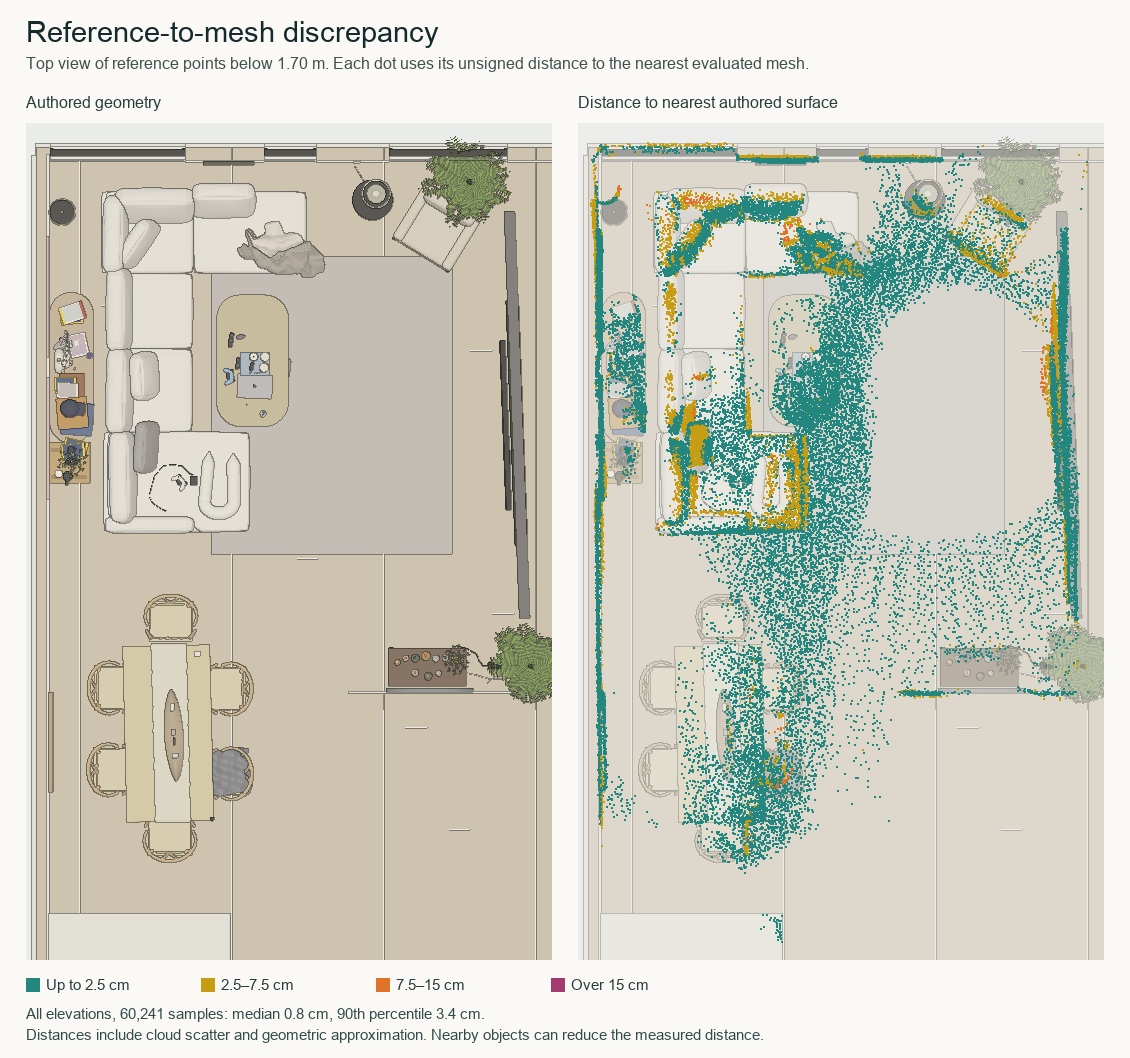 Reference-to-mesh discrepancy
Top view of reference points below 1.70 m. Each dot uses its unsigned distance to the nearest evaluated mesh.
Authored geometry
Distance to nearest authored surface
Up to 2.5 cm
2.5–7.5 cm
7.5–15 cm
Over 15 cm
All elevations, 60,241 samples: median 0.8 cm, 90th percentile 3.4 cm.
Distances include cloud scatter and geometric approximation. Nearby objects can reduce the measured distance.